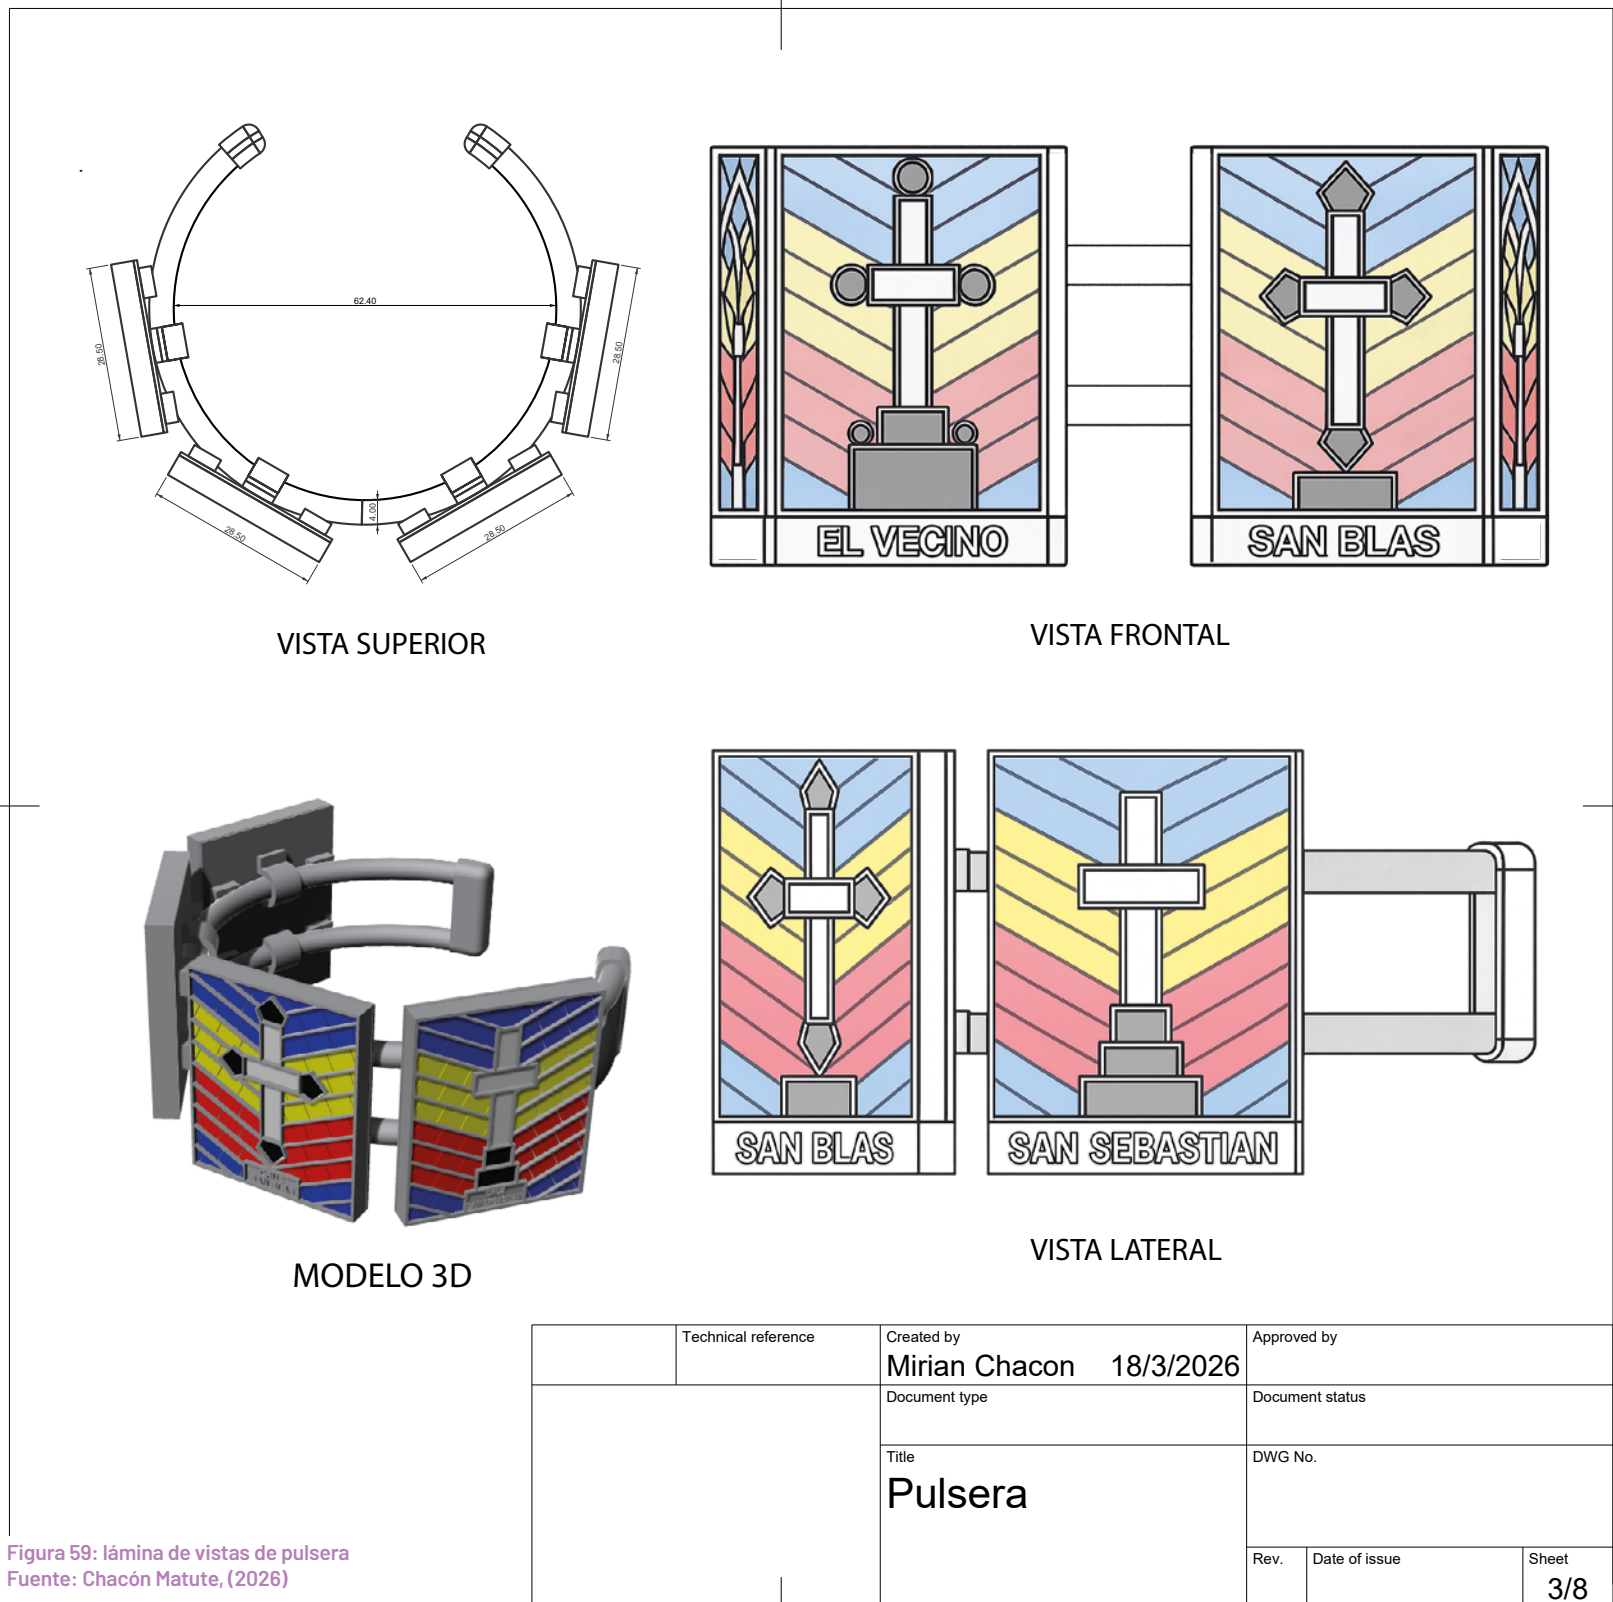 62.40
28.50
28.50
28.50
28.50
4.00
VISTA SUPERIOR
EL VECINO
SAN BLAS
VISTA FRONTAL
MODELO 3D
SAN BLAS
SAN SEBASTIAN
VISTA LATERAL
Technical reference
Created by
Mirian Chacon 18/3/2026
Approved by
Document type
Document status
Title
Pulsera
DWG No.
Rev.
Date of issue
Sheet
3/8
Figura 59: lámina de vistas de pulsera
Fuente: Chacón Matute, (2026)